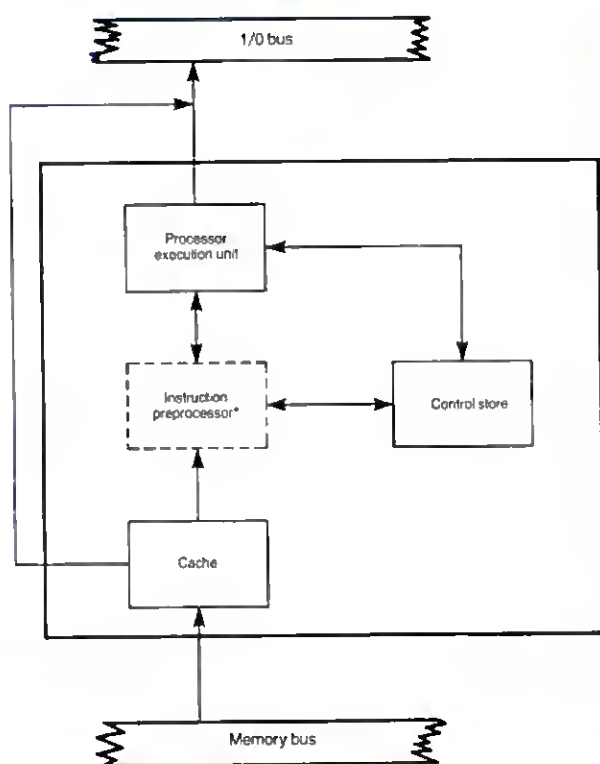 1/0 bus
Processor
execution unit
Instruction
preprocessor*
Control store
Cache
Memory bus